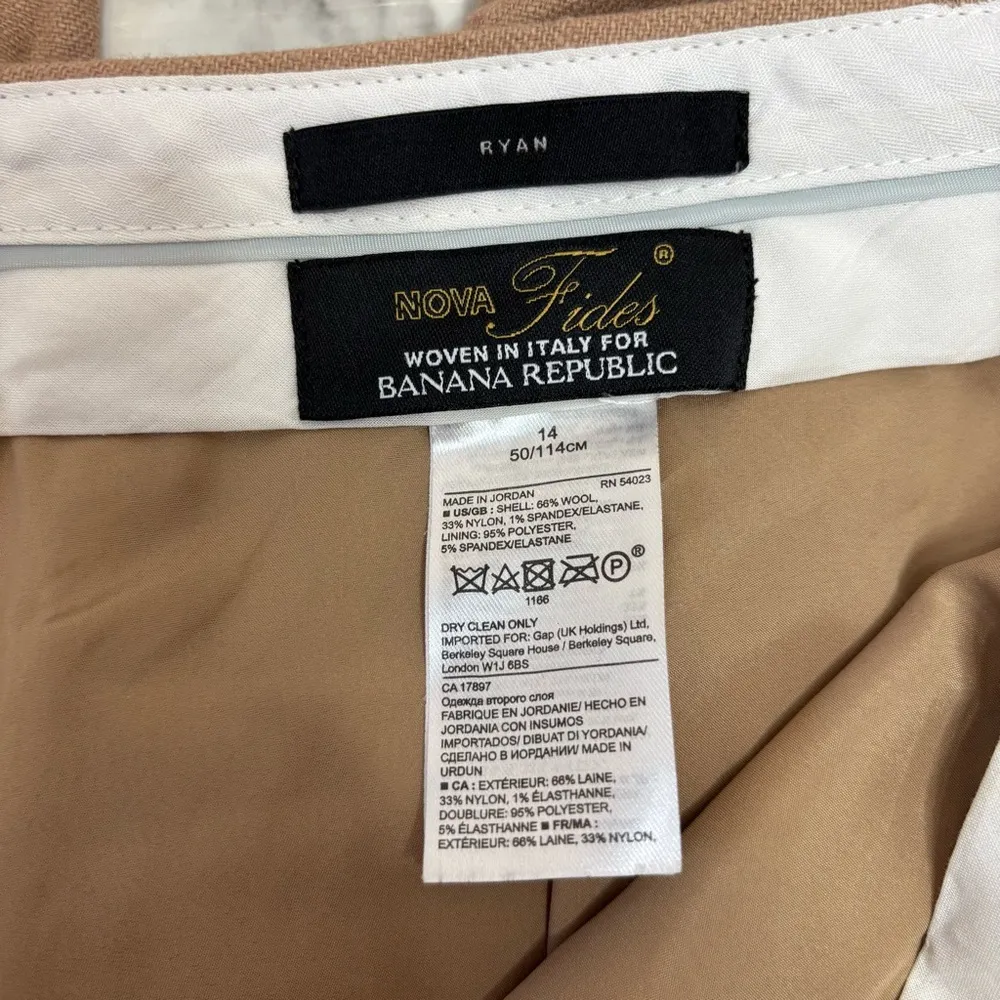 RYAN
NOVA Fides ®
WOVEN IN ITALY FOR
BANANA REPUBLIC
14
50/114CM
RN 54023
MADE IN JORDAN
■ US/GB : SHELL: 66% WOOL,
33% NYLON, 1% SPANDEX/ELASTANE,
LINING: 95% POLYESTER,
5% SPANDEX/ELASTANE
P ®
1166
DRY CLEAN ONLY
IMPORTED FOR: Gap (UK Holdings) Ltd,
Berkeley Square House / Berkeley Square,
London W1J 6BS
CA 17897
Одежда второго слоя
FABRIQUE EN JORDANIE/ HECHO EN
JORDANIA CON INSUMOS
IMPORTADOS/ DIBUAT DI YORDANIA/
СДЕЛАНО В ИОРДАНИИ/ MADE IN
URDUN
■ CA : EXTÉRIEUR: 66% LAINE,
33% NYLON, 1% ÉLASTHANNE,
DOUBLURE: 95% POLYESTER,
5% ÉLASTHANNE ■ FR/MA :
EXTÉRIEUR: 66% LAINE, 33% NYLON,